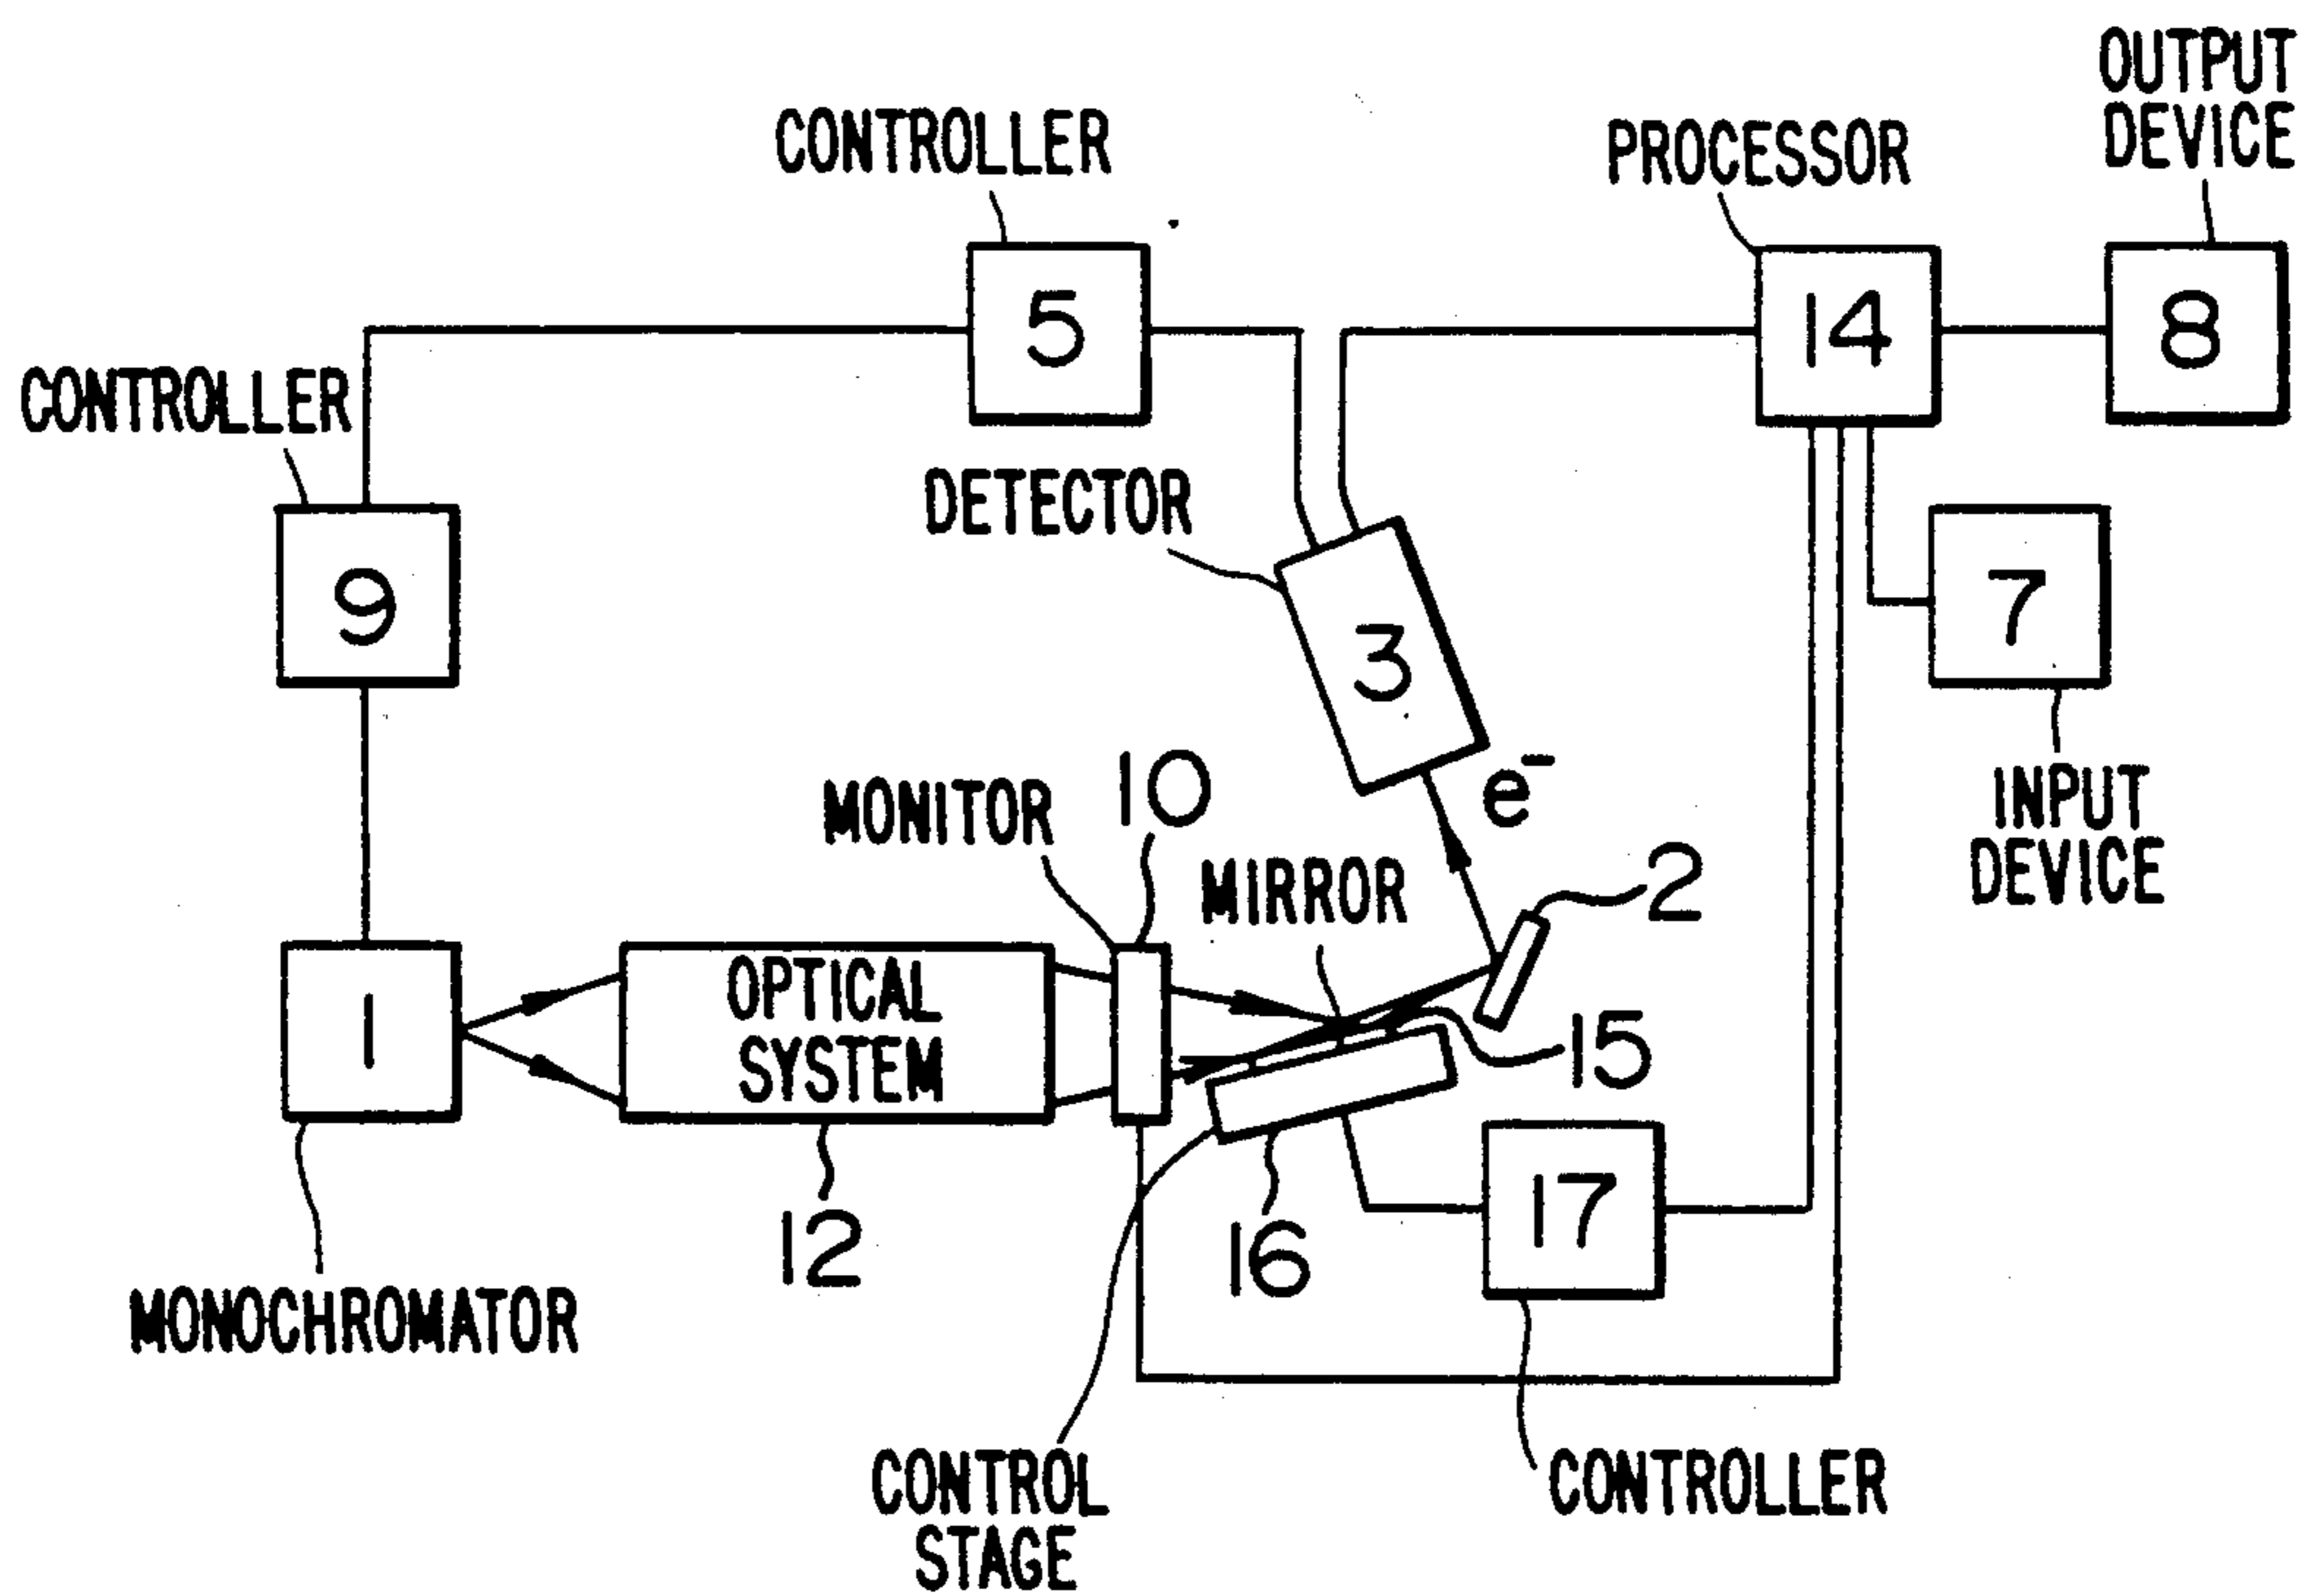 OUTPUT
DEVICE
CONTROLLER
PROCESSOR
5
14
8
CONTROLLER
DETECTOR
9
7
3
10
e⁻
MONITOR
INPUT
DEVICE
MIRROR
2
1
OPTICAL
SYSTEM
15
17
12
16
MONOCHROMATOR
CONTROL
STAGE
CONTROLLER